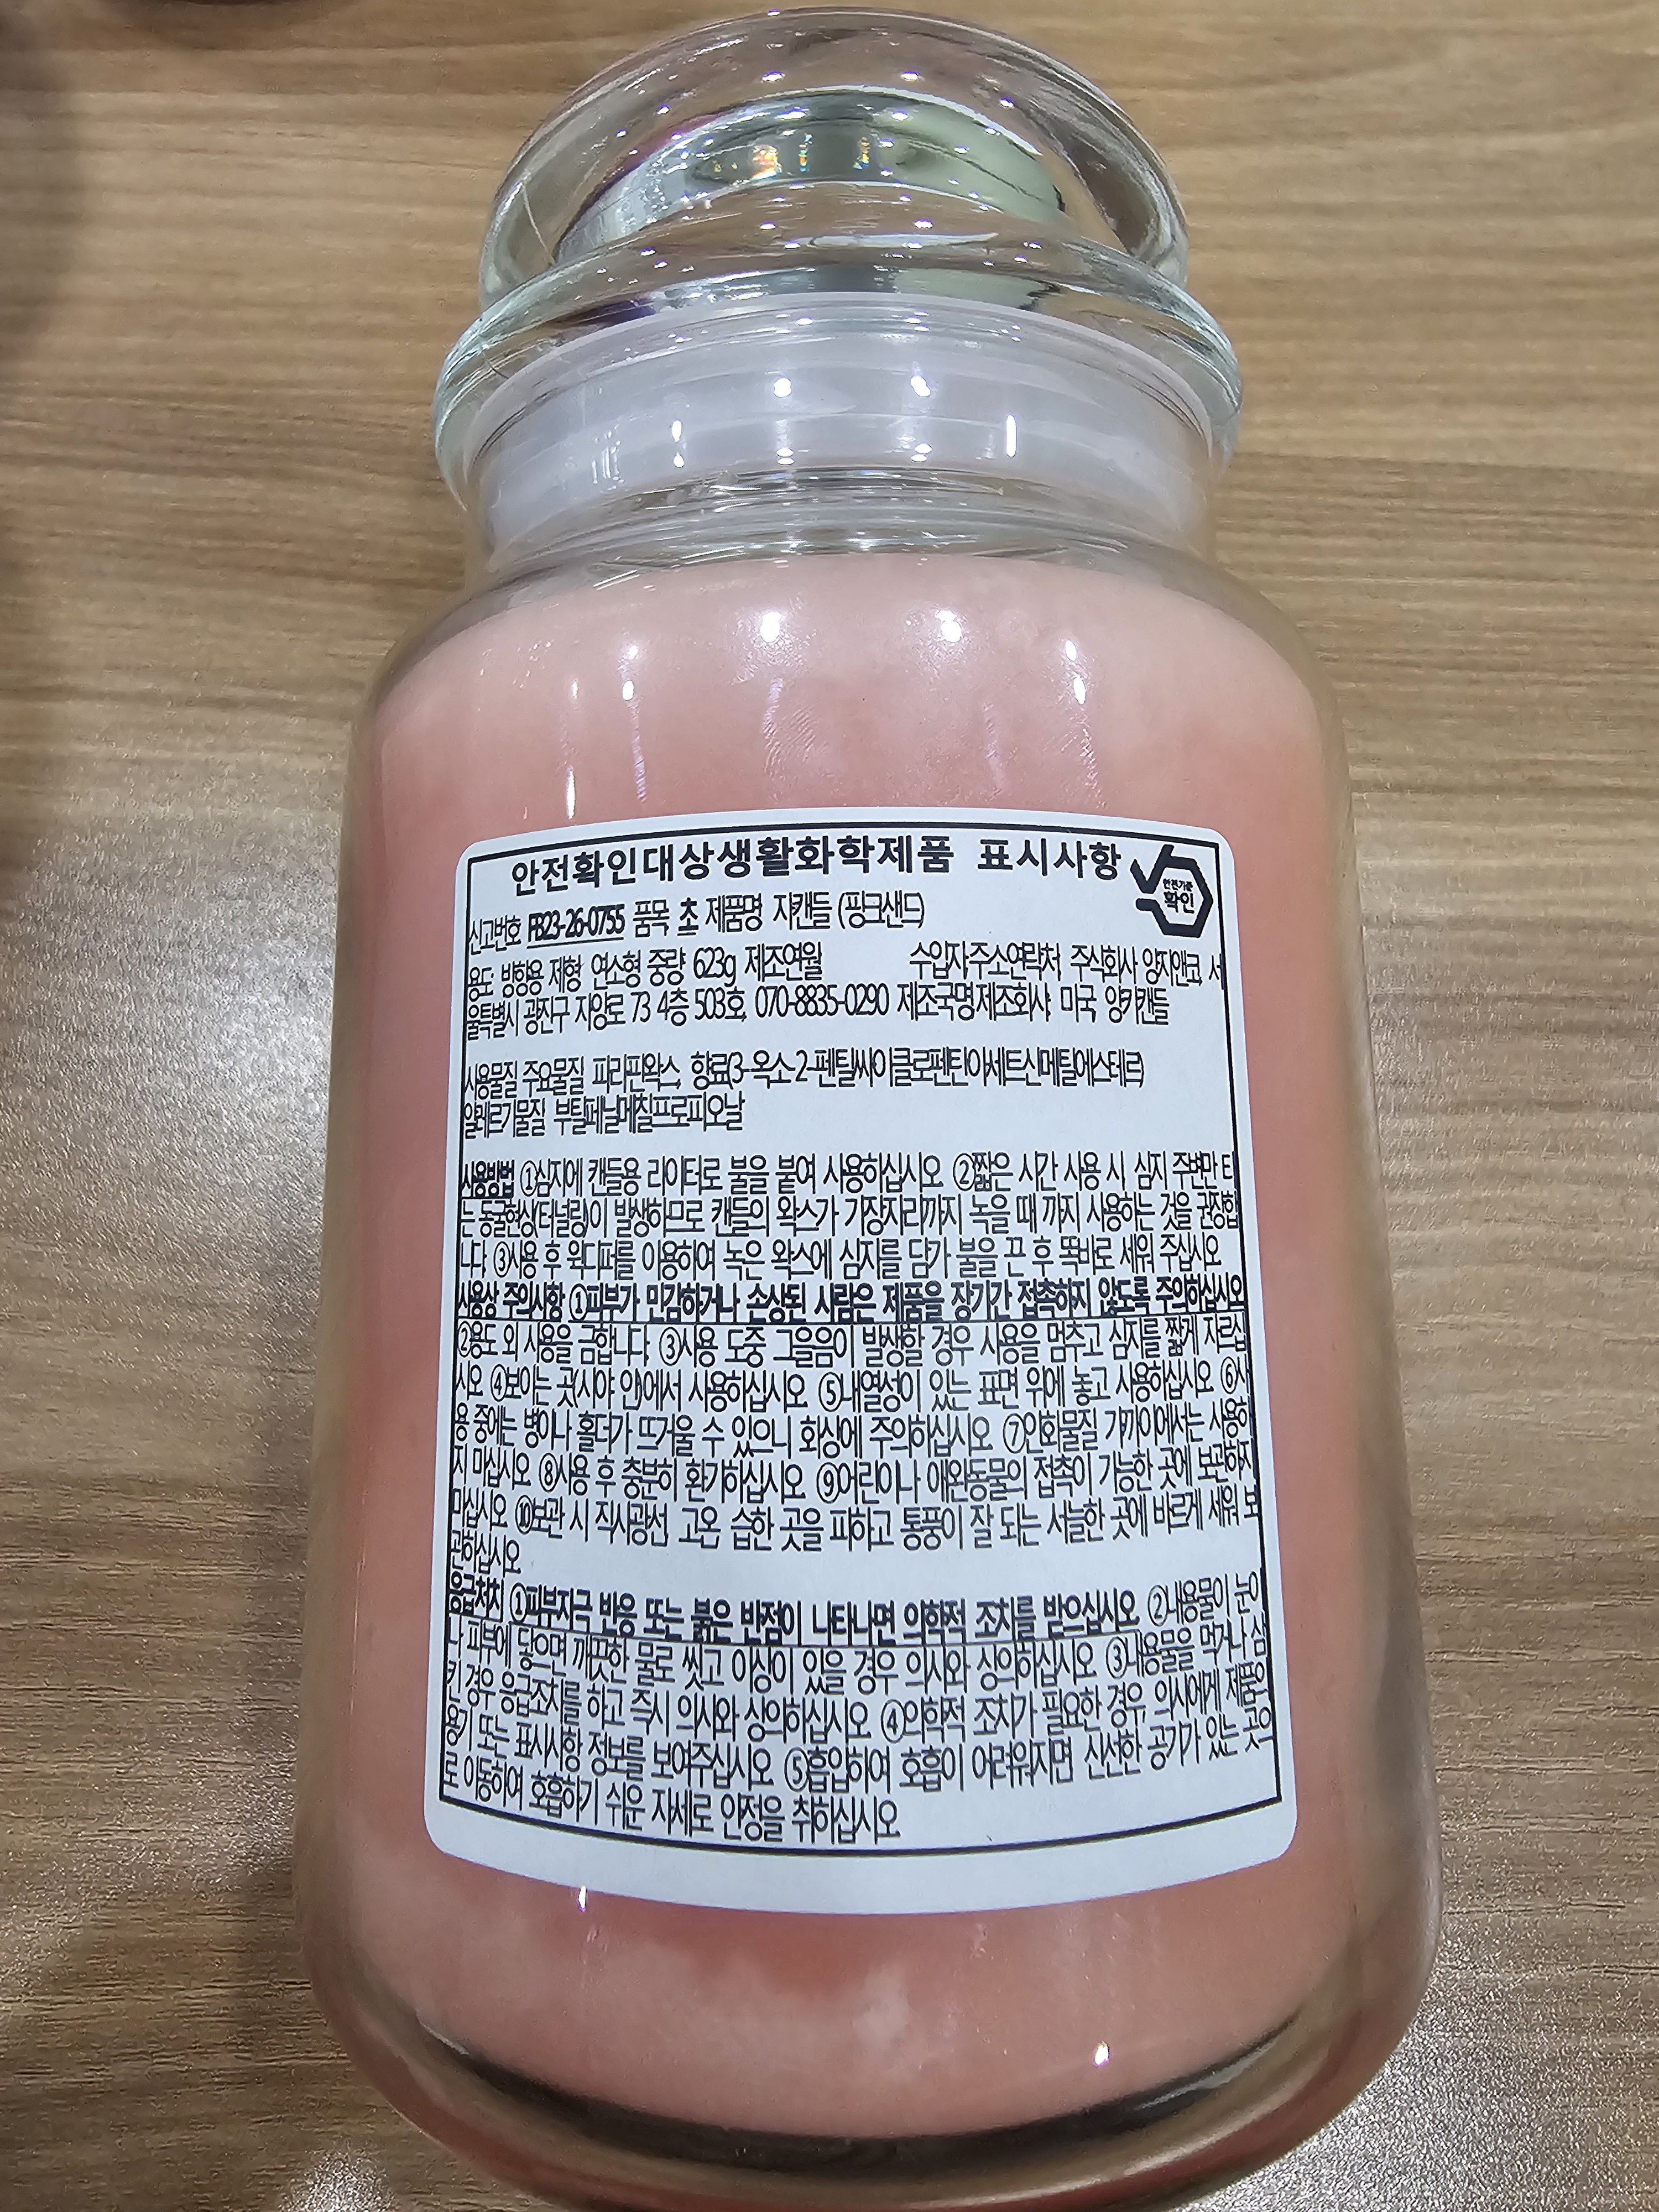 안전확인대상생활화학제품 표시사항
안전기준
확인
신고번호 FB23-26-0755 품목 초 제품명 자캔들 (핑크샌드)
용도 방향용 제형 연소형 중량 623g 제조연월 수입자,주소,연락처 주식회사 양지앤코, 서
울특별시 광진구 자양로 73 4층 503호, 070-8835-0290 제조국명,제조회사 미국 양키캔들
사용물질 주요물질 파라핀왁스, 향료(3-옥소-2-펜틸싸이클로펜틴아세트산메틸에스테르)
알레르기물질 부틸페닐메칠프로피오날
사용방법 ①심지에 캔들용 라이터로 불을 붙여 사용하십시오 ②짧은 시간 사용 시 심지 주변만 타
는 동굴현상(터널링)이 발생하므로 캔들의 왁스가 가장자리까지 녹을 때 까지 사용하는 것을 권장합
니다 ③사용 후 윅디퍼를 이용하여 녹은 왁스에 심지를 담가 불을 끈 후 똑바로 세워 주십시오
사용상 주의사항 ①피부가 민감하거나 손상된 사람은 제품을 장기간 접촉하지 않도록 주의하십시오
②용도 외 사용을 금합니다 ③사용 도중 그을음이 발생할 경우 사용을 멈추고 심지를 짧게 자르십
시오 ④보이는 곳(시야 안)에서 사용하십시오 ⑤내열성이 있는 표면 위에 놓고 사용하십시오 ⑥사
용 중에는 병이나 홀더가 뜨거울 수 있으니 화상에 주의하십시오 ⑦인화물질 가까이에서는 사용하
지 마십시오 ⑧사용 후 충분히 환기하십시오 ⑨어린이나 애완동물의 접촉이 가능한 곳에 보관하지
마십시오 ⑩보관 시 직사광선, 고온 습한 곳을 피하고 통풍이 잘 되는 서늘한 곳에 바르게 세워 보
관하십시오
응급처치 ①피부자극 반응 또는 붉은 반점이 나타나면 의학적 조치를 받으십시오 ②내용물이 눈이
나 피부에 닿으면 깨끗한 물로 씻고 이상이 있을 경우 의사와 상의하십시오 ③내용물을 먹거나 삼
킨 경우 응급조치를 하고 즉시 의사와 상의하십시오 ④의학적 조치가 필요한 경우 의사에게 제품의
용기 또는 표시사항 정보를 보여주십시오 ⑤흡입하여 호흡이 어려워지면 신선한 공기가 있는 곳으
로 이동하여 호흡하기 쉬운 자세로 안정을 취하십시오